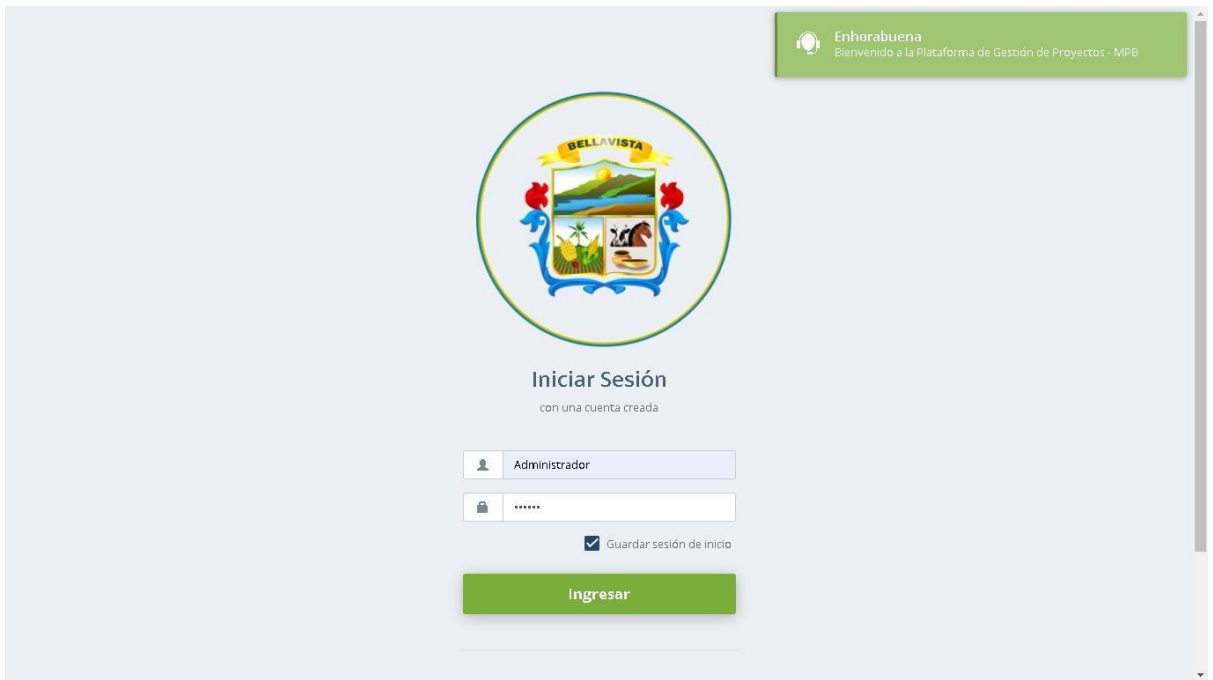 Enhorabuena
Bienvenido a la Plataforma de Gestión de Proyectos - MPB
BELLAVISTA
Iniciar Sesión
con una cuenta creada
Administrador
••••••
Guardar sesión de inicio
Ingresar